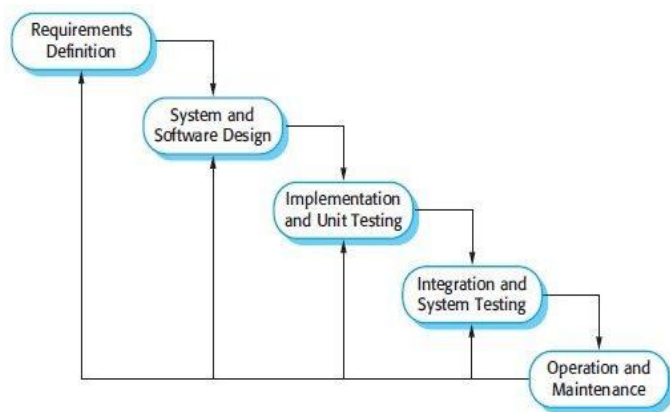 Requirements
Definition
System and
Software Design
Implementation
and Unit Testing
Integration and
System Testing
Operation and
Maintenance